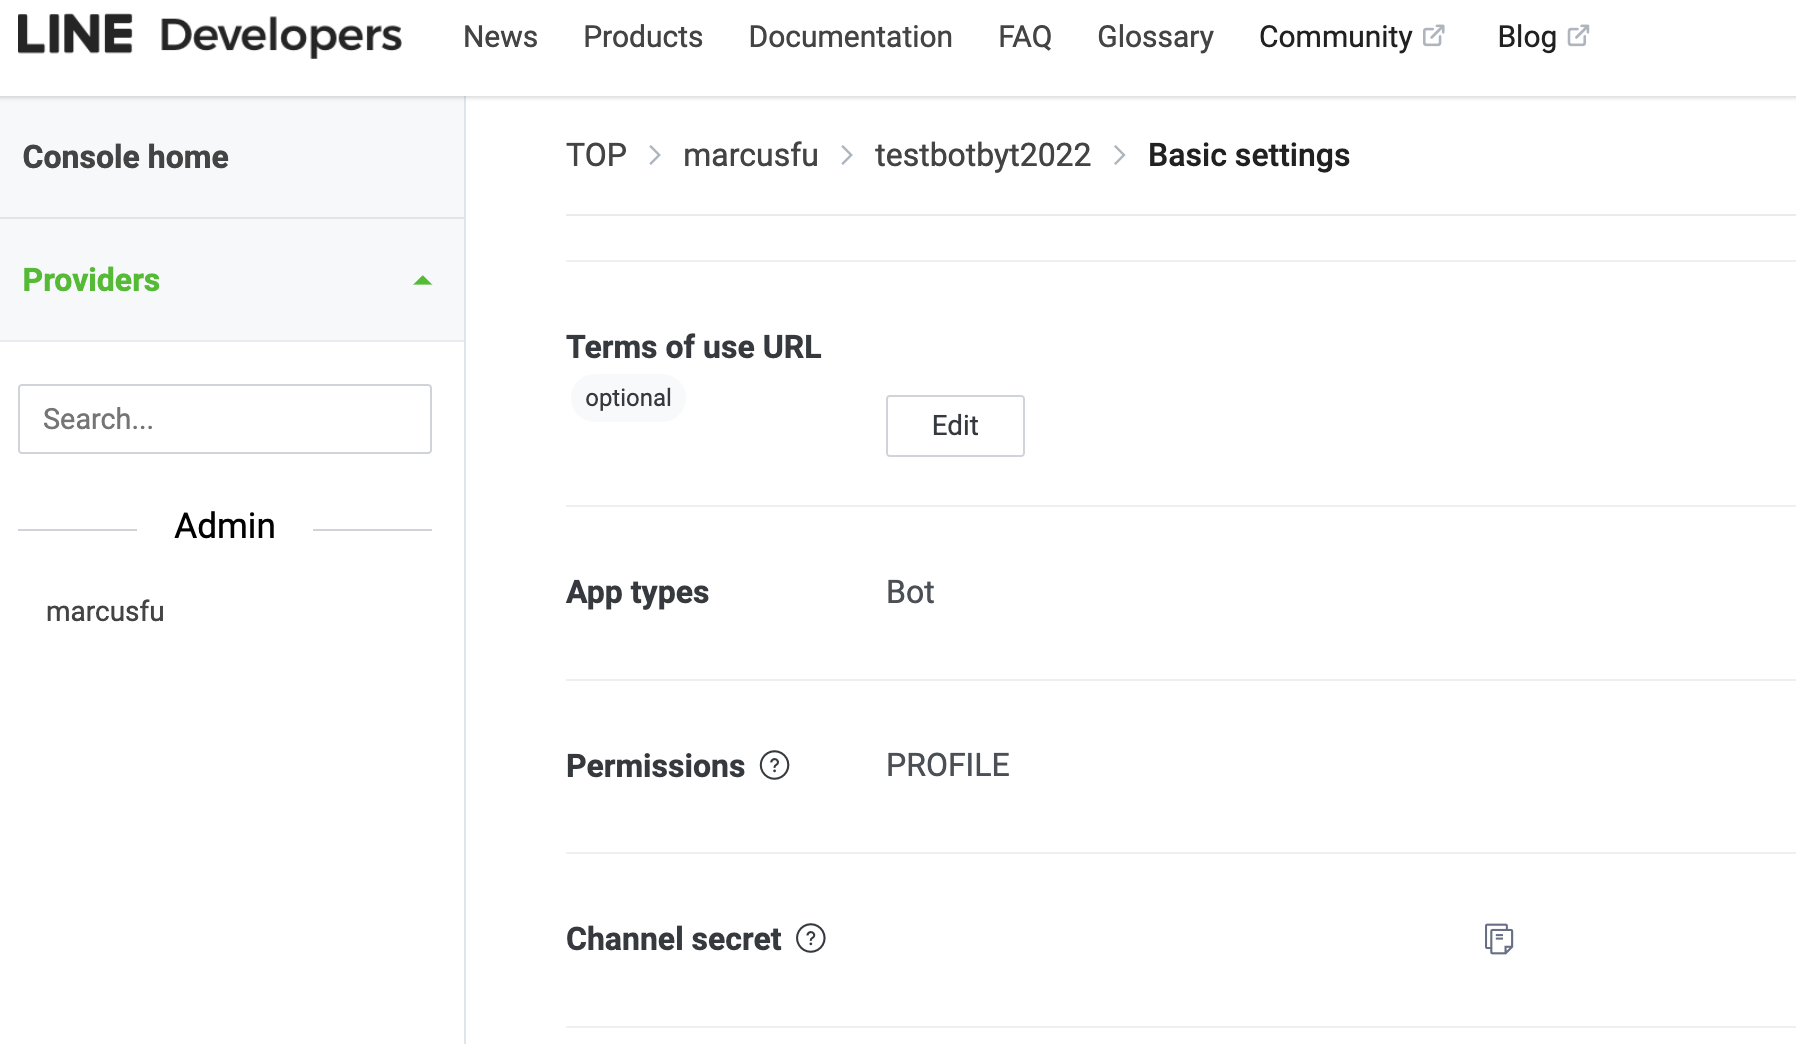 LINE Developers News Products Documentation FAQ Glossary Community Blog
Console home
Providers
Search...
Admin
marcusfu
TOP > marcusfu > testbotbyt2022 > Basic settings
Terms of use URL
optional
Edit
App types Bot
Permissions ? PROFILE
Channel secret ?